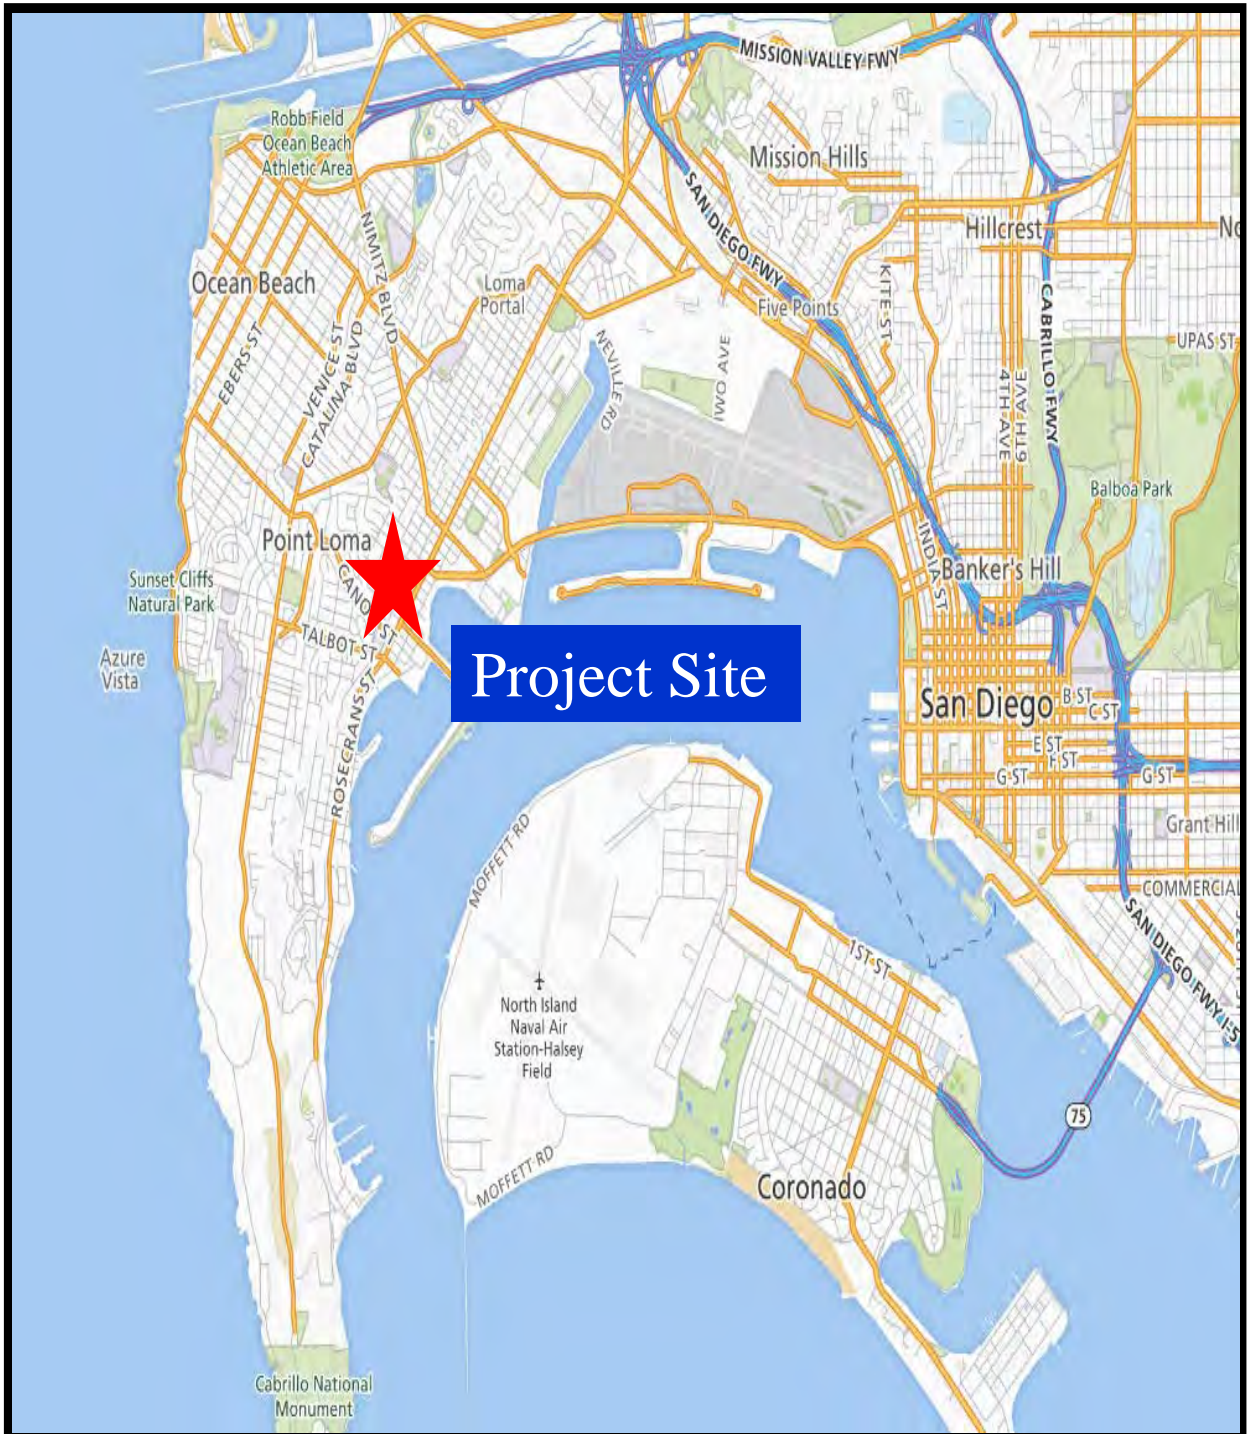 MISSION VALLEY FWY
Robb Field
Ocean Beach
Athletic Area
Mission Hills
SAN DIEGO FWY
NIMITZ BLVD
Hillcrest
Ocean Beach
Loma
Portal
KITE ST
Five Points
CABRILLO FWY
UPAS ST
EBERS ST
VENICE ST
CATALINA BLVD
NEVILLE RD
IWO AVE
4TH AVE
6TH AVE
Balboa Park
Point Loma
INDIA ST
Banker's Hill
Sunset Cliffs
Natural Park
CANO
ST
TALBOT ST
Azure
Vista
Project Site
San Diego
B ST
C ST
E ST
F ST
G ST
G ST
ROSECRANS ST
Grant Hill
MOFFETT RD
COMMERCIAL
SAN DIEGO FWY I-5
1ST ST
North Island
Naval Air
Station-Halsey
Field
75
MOFFETT RD
Coronado
Cabrillo National
Monument